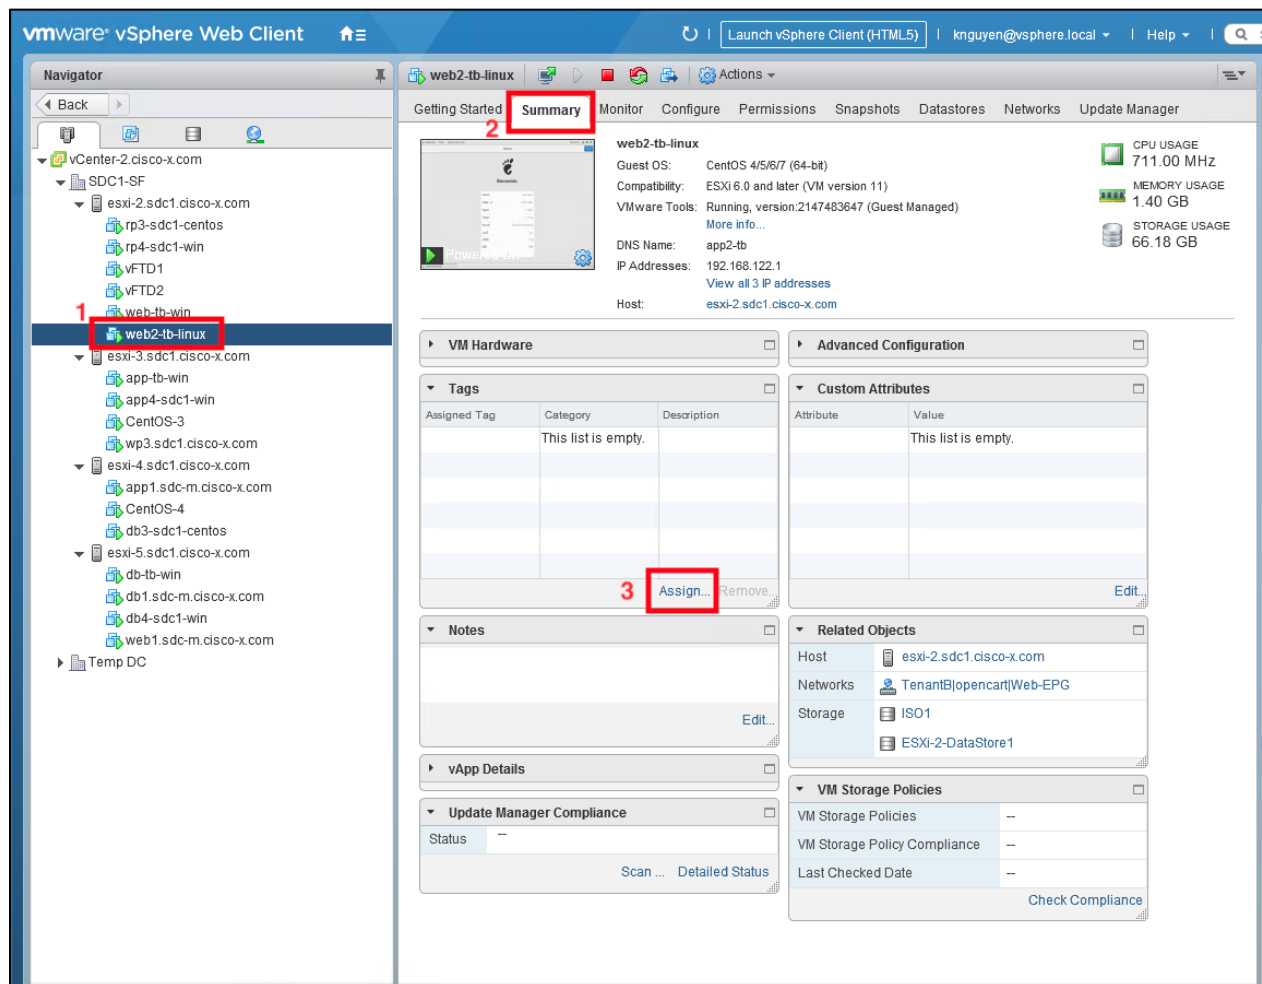 vmware® vSphere Web Client
Launch vSphere Client (HTML5)
knguyen@vsphere.local
Help
Navigator
Back
vCenter-2.cisco-x.com
SDC1-SF
esxi-2.sdc1.cisco-x.com
rp3-sdc1-centos
rp4-sdc1-win
vFTD1
vFTD2
1
web-tb-win
web2-tb-linux
esxi-3.sdc1.cisco-x.com
app-tb-win
app4-sdc1-win
CentOS-3
wp3.sdc1.cisco-x.com
esxi-4.sdc1.cisco-x.com
app1.sdc-m.cisco-x.com
CentOS-4
db3-sdc1-centos
esxi-5.sdc1.cisco-x.com
db-tb-win
db1.sdc-m.cisco-x.com
db4-sdc1-win
web1.sdc-m.cisco-x.com
Temp DC
web2-tb-linux
Actions
Getting Started Summary Monitor Configure Permissions Snapshots Datastores Networks Update Manager
2
Powered On
web2-tb-linux
Guest OS: CentOS 4/5/6/7 (64-bit)
Compatibility: ESXi 6.0 and later (VM version 11)
VMware Tools: Running, version:2147483647 (Guest Managed)
More info...
DNS Name: app2-tb
IP Addresses: 192.168.122.1
View all 3 IP addresses
Host: esxi-2.sdc1.cisco-x.com
CPU USAGE
711.00 MHz
MEMORY USAGE
1.40 GB
STORAGE USAGE
66.18 GB
VM Hardware
Tags
Assigned Tag Category Description
This list is empty.
3
Assign... Remove...
Notes
Edit...
vApp Details
Update Manager Compliance
Status --
Scan ... Detailed Status
Advanced Configuration
Custom Attributes
Attribute Value
This list is empty.
Edit...
Related Objects
Host esxi-2.sdc1.cisco-x.com
Networks TenantB|opencart|Web-EPG
Storage ISO1
ESXi-2-DataStore1
VM Storage Policies
VM Storage Policies --
VM Storage Policy Compliance --
Last Checked Date --
Check Compliance